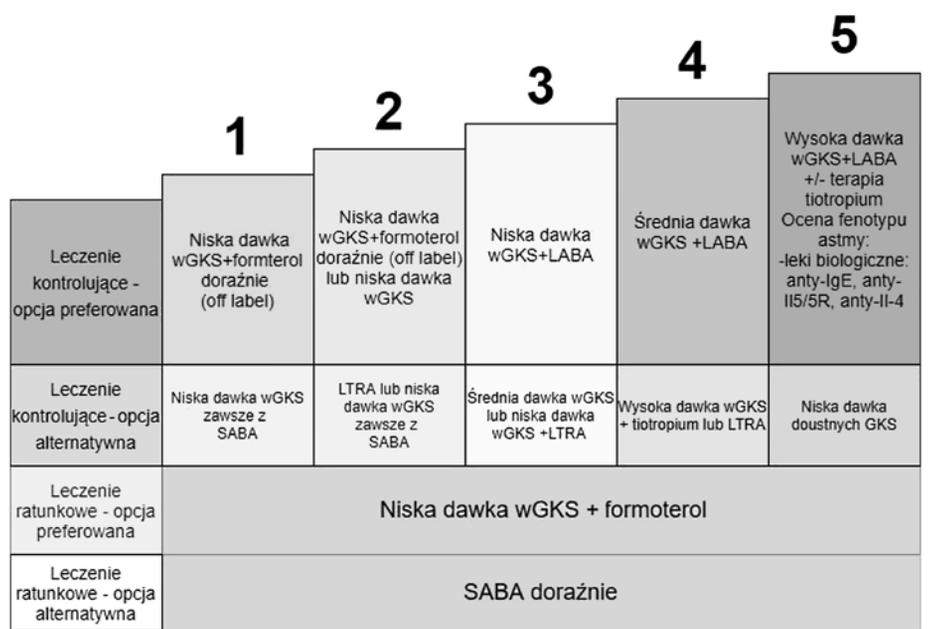 1
2
3
4
5
Leczenie
kontrolujące -
opcja preferowana
Niska dawka
wGKS+formterol
doraźnie
(off label)
Niska dawka
wGKS+formoterol
doraźnie (off label)
lub niska dawka
wGKS
Niska dawka
wGKS+LABA
Średnia dawka
wGKS +LABA
Wysoka dawka
wGKS+LABA
+/- terapia
tiotropium
Ocena fenotypu
astmy:
-leki biologiczne:
anty-IgE, anty-
II5/5R, anty-II-4
Leczenie
kontrolujące - opcja
alternatywna
Niska dawka wGKS
zawsze z
SABA
LTRA lub niska
dawka wGKS
zawsze z
SABA
Średnia dawka wGKS
lub niska dawka
wGKS +LTRA
Wysoka dawka wGKS
+ tiotropium lub LTRA
Niska dawka
doustnych GKS
Leczenie
ratunkowe - opcja
preferowana
Niska dawka wGKS + formoterol
Leczenie
ratunkowe - opcja
alternatywna
SABA doraźnie